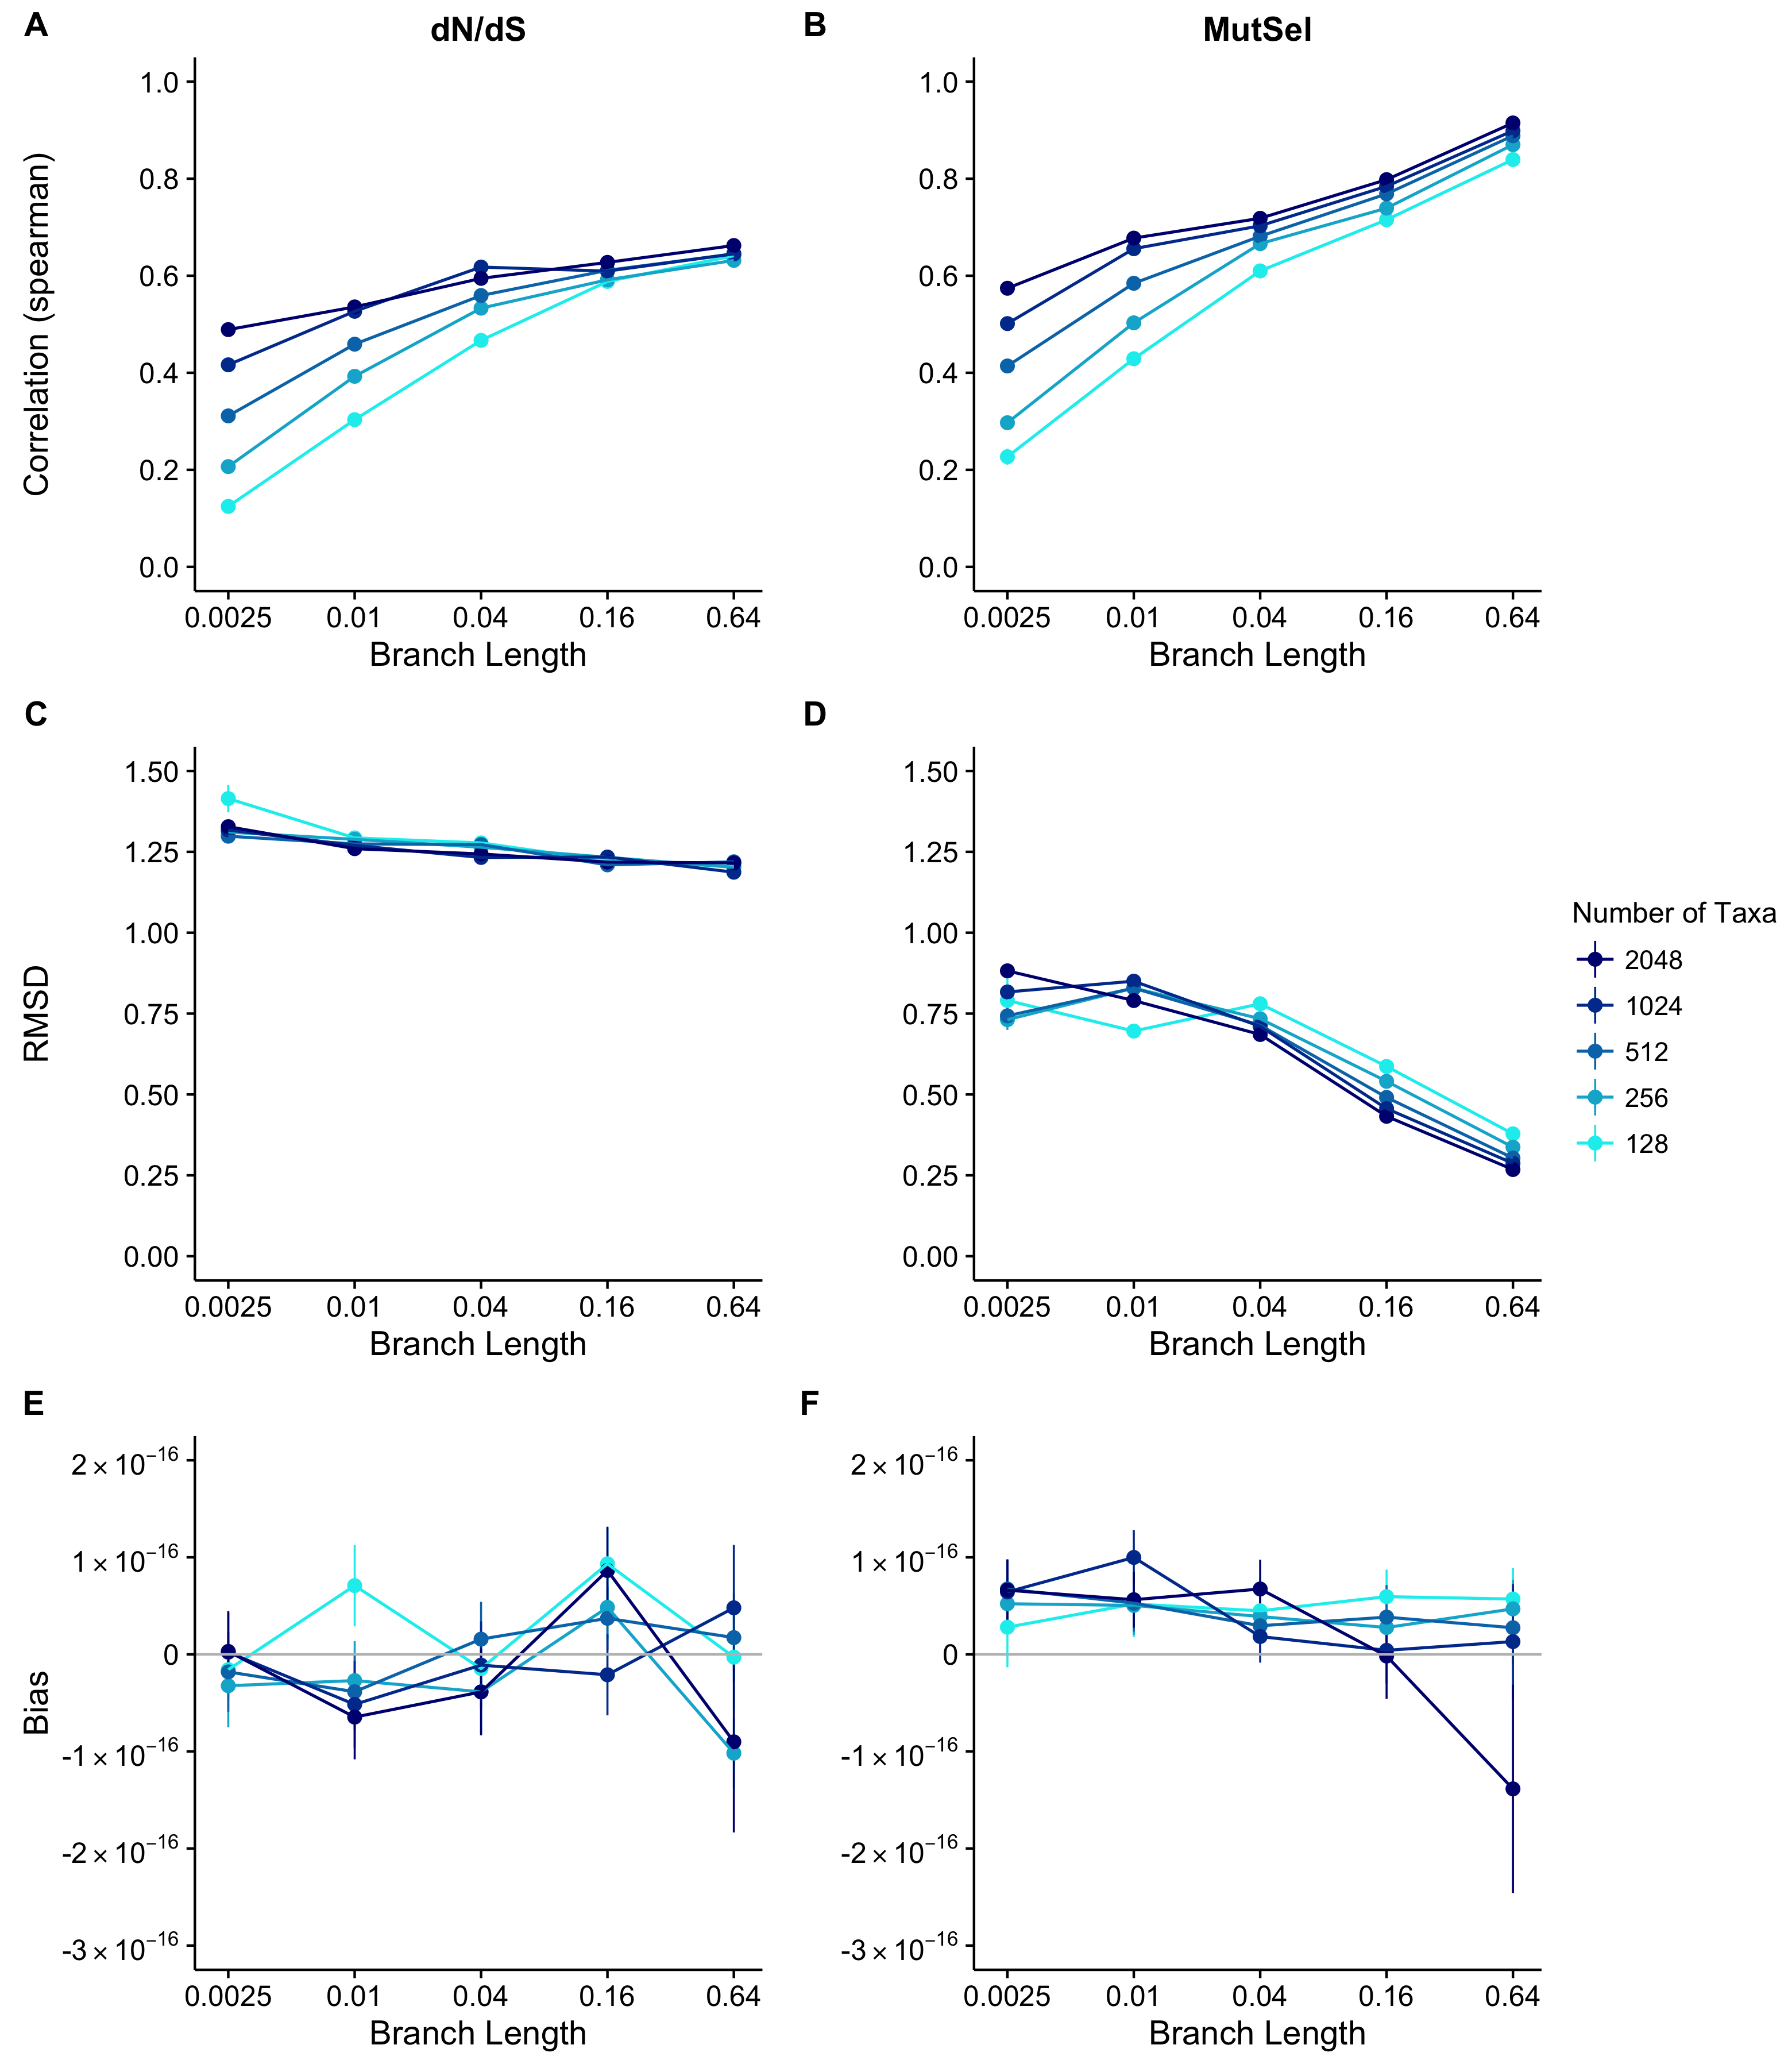 A
dN/dS
B
MutSel
Correlation (spearman)
1.0
0.8
0.6
0.4
0.2
0.0
0.0025 0.01 0.04 0.16 0.64
Branch Length
1.0
0.8
0.6
0.4
0.2
0.0
0.0025 0.01 0.04 0.16 0.64
Branch Length
C
D
RMSD
1.50
1.25
1.00
0.75
0.50
0.25
0.00
0.0025 0.01 0.04 0.16 0.64
Branch Length
1.50
1.25
1.00
0.75
0.50
0.25
0.00
0.0025 0.01 0.04 0.16 0.64
Branch Length
Number of Taxa
2048
1024
512
256
128
E
F
Bias
2 × 10⁻¹⁶
1 × 10⁻¹⁶
0
-1 × 10⁻¹⁶
-2 × 10⁻¹⁶
-3 × 10⁻¹⁶
0.0025 0.01 0.04 0.16 0.64
Branch Length
2 × 10⁻¹⁶
1 × 10⁻¹⁶
0
-1 × 10⁻¹⁶
-2 × 10⁻¹⁶
-3 × 10⁻¹⁶
0.0025 0.01 0.04 0.16 0.64
Branch Length